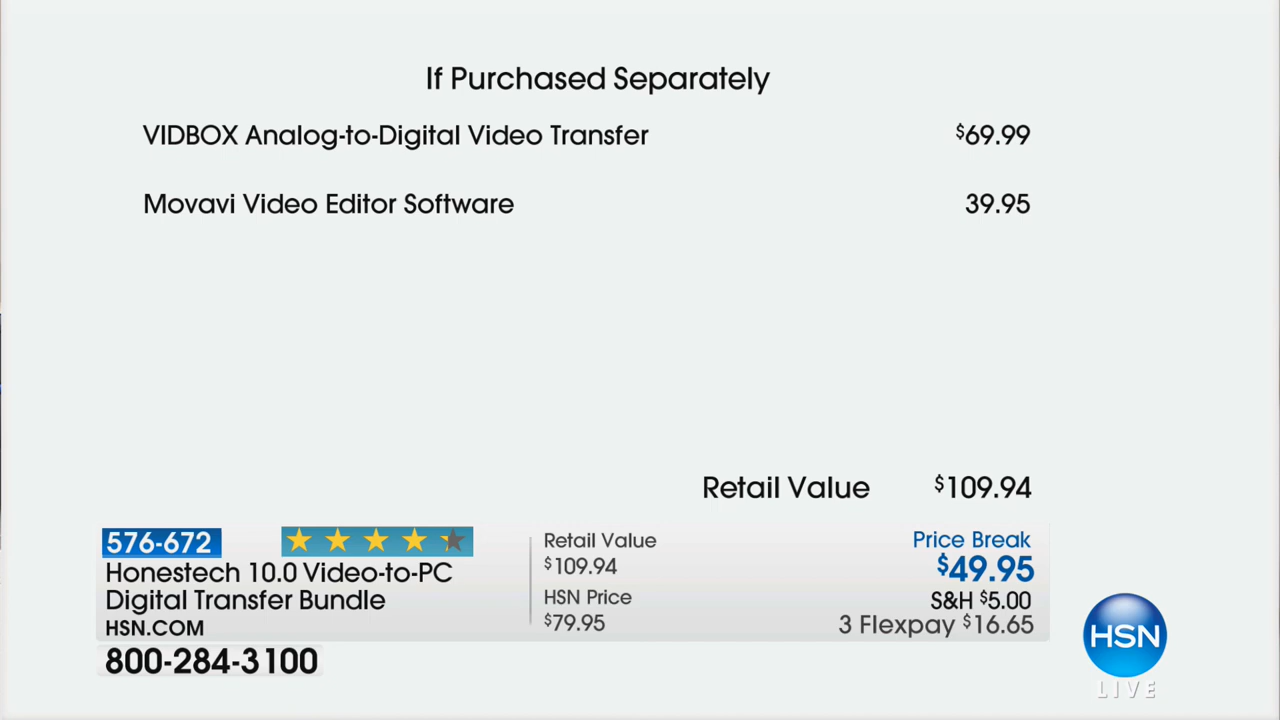 If Purchased Separately
VIDBOX Analog-to-Digital Video Transfer $69.99
Movavi Video Editor Software 39.95
Retail Value $109.94
576-672
Honestech 10.0 Video-to-PC
Digital Transfer Bundle
HSN.COM
800-284-3100
Retail Value
$109.94
HSN Price
$79.95
Price Break
$49.95
S&H $5.00
3 Flexpay $16.65
HSN
LIVE